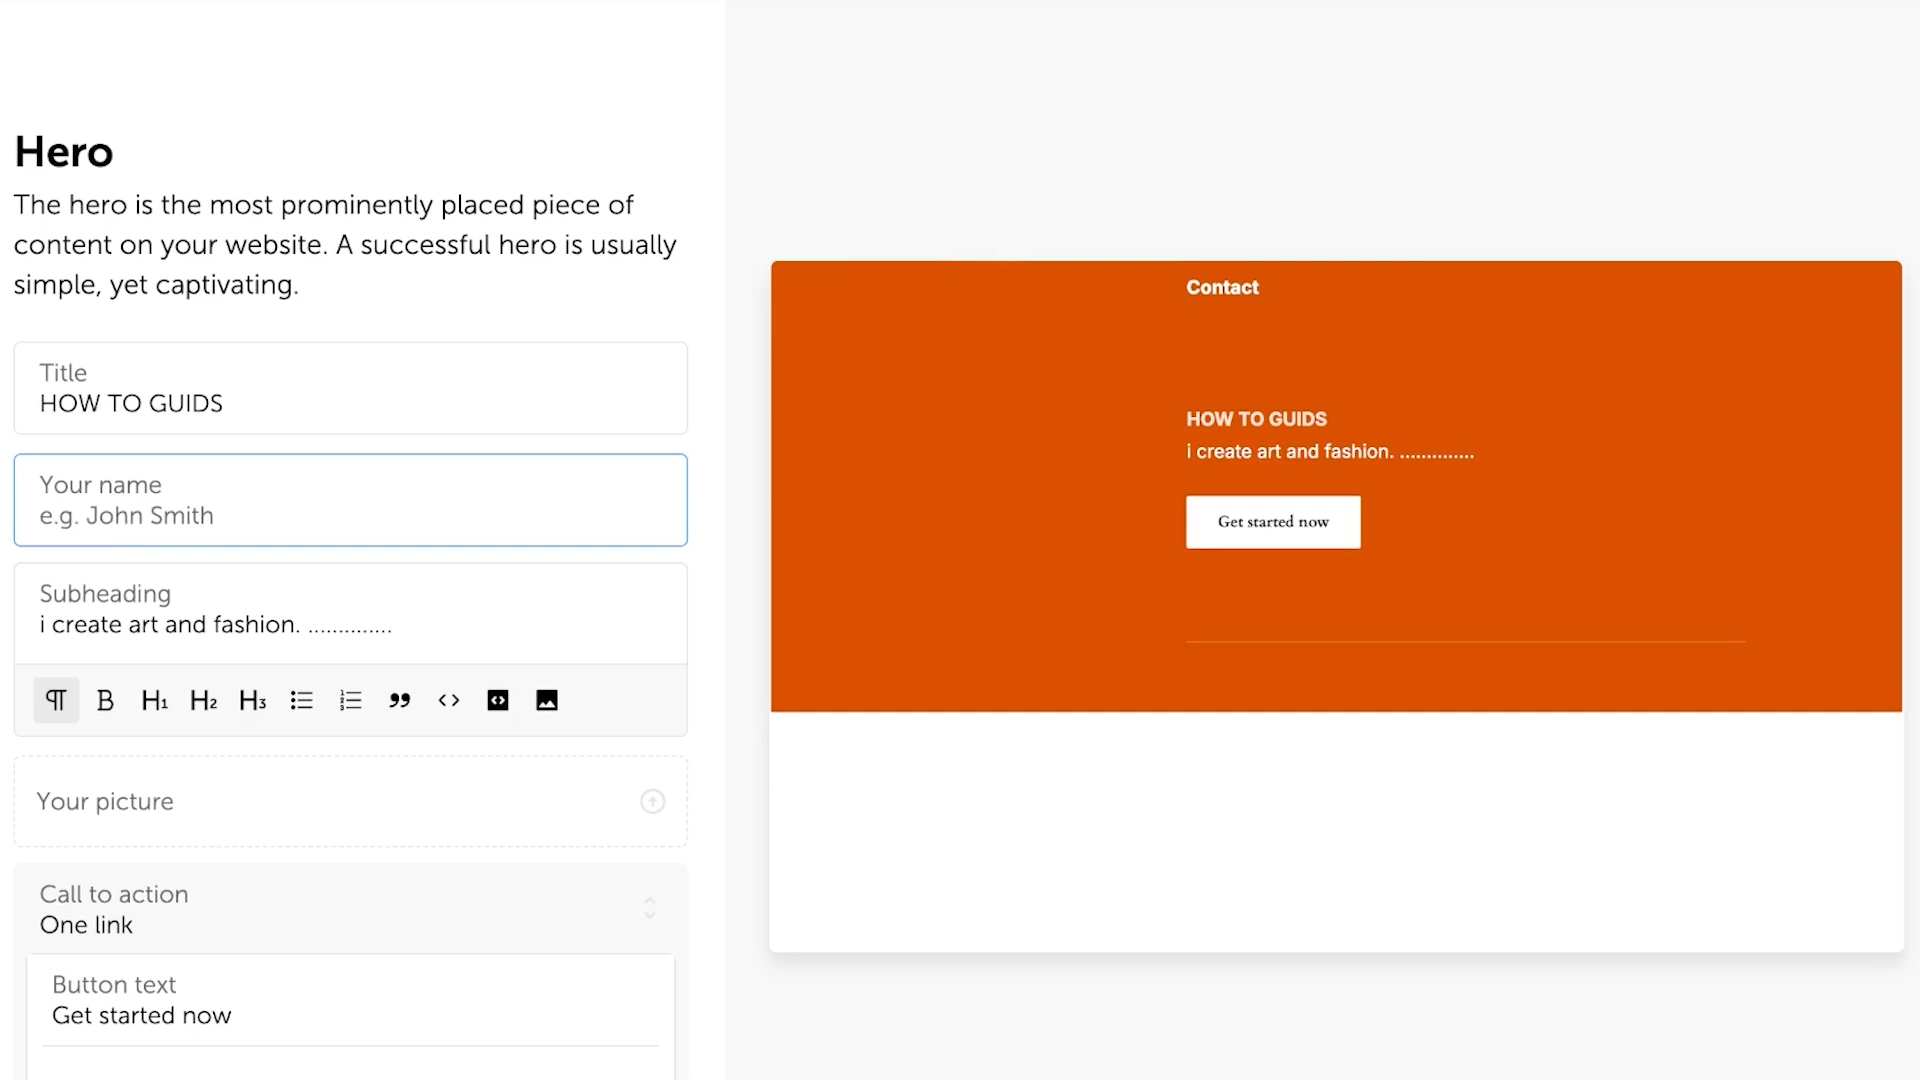 Hero
The hero is the most prominently placed piece of
content on your website. A successful hero is usually
simple, yet captivating.
Title
HOW TO GUIDS
Your name
e.g. John Smith
Subheading
i create art and fashion. ..............
B H1 H2 H3
Your picture
Call to action
One link
Button text
Get started now
Contact
HOW TO GUIDS
i create art and fashion. ..............
Get started now